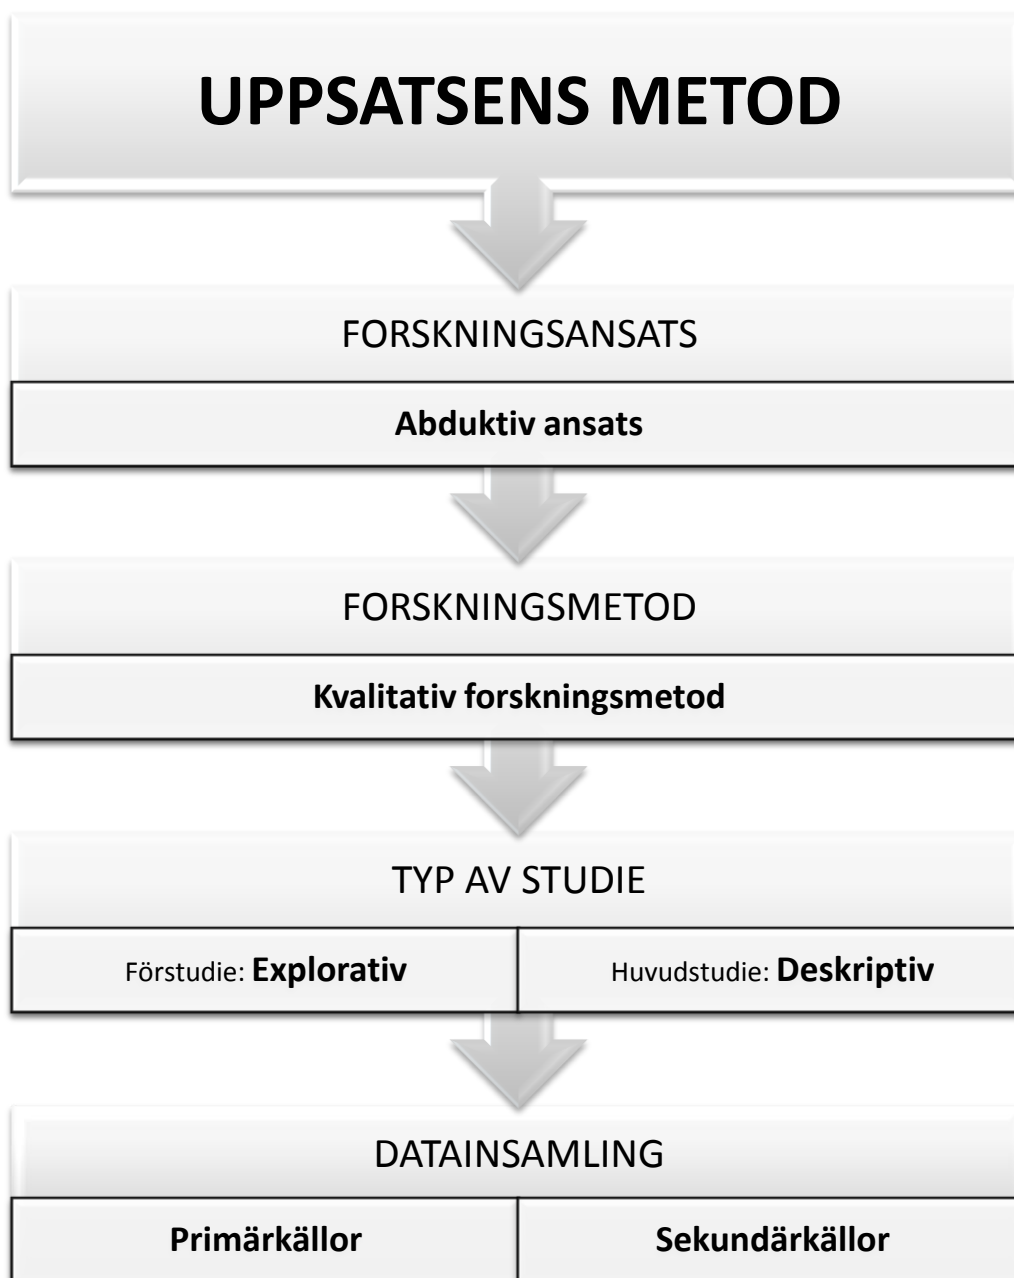 UPPSATSENS METOD
FORSKNINGSANSATS
Abduktiv ansats
FORSKNINGSMETOD
Kvalitativ forskningsmetod
TYP AV STUDIE
Förstudie: Explorativ
Huvudstudie: Deskriptiv
DATAINSAMLING
Primärkällor
Sekundärkällor